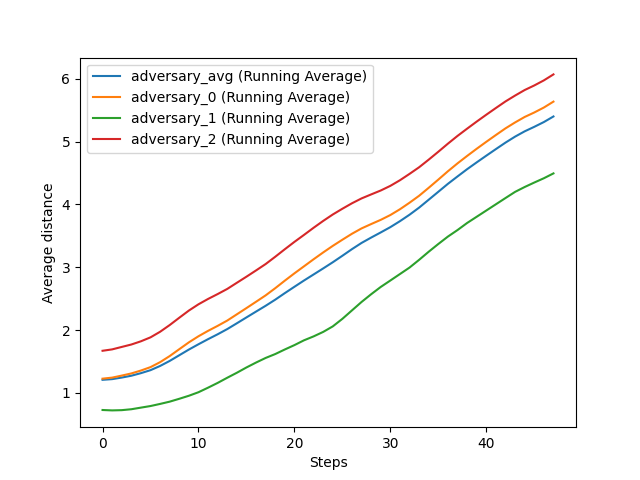 adversary_avg (Running Average)
adversary_0 (Running Average)
adversary_1 (Running Average)
adversary_2 (Running Average)
Average distance
6
5
4
3
2
1
0
10
20
30
40
Steps